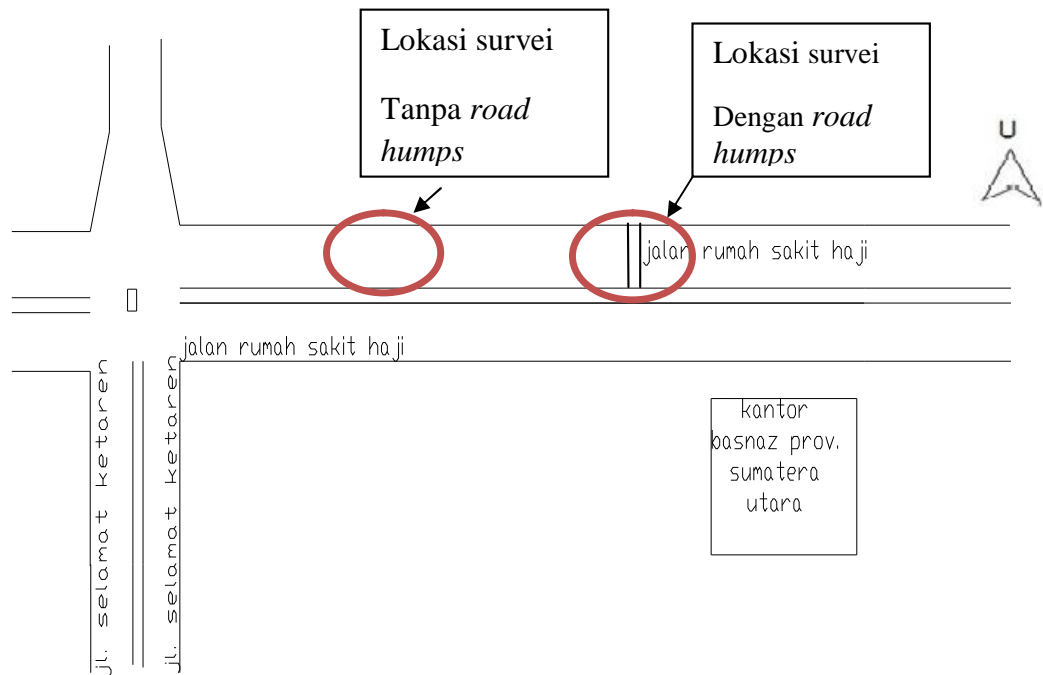 Lokasi survei
Tanpa road
humps
Lokasi survei
Dengan road
humps
U
jalan rumah sakit haji
jalan rumah sakit haji
jl. selamat ketaren
jl. selamat ketaren
kantor
basnaz prov.
sumatera
utara